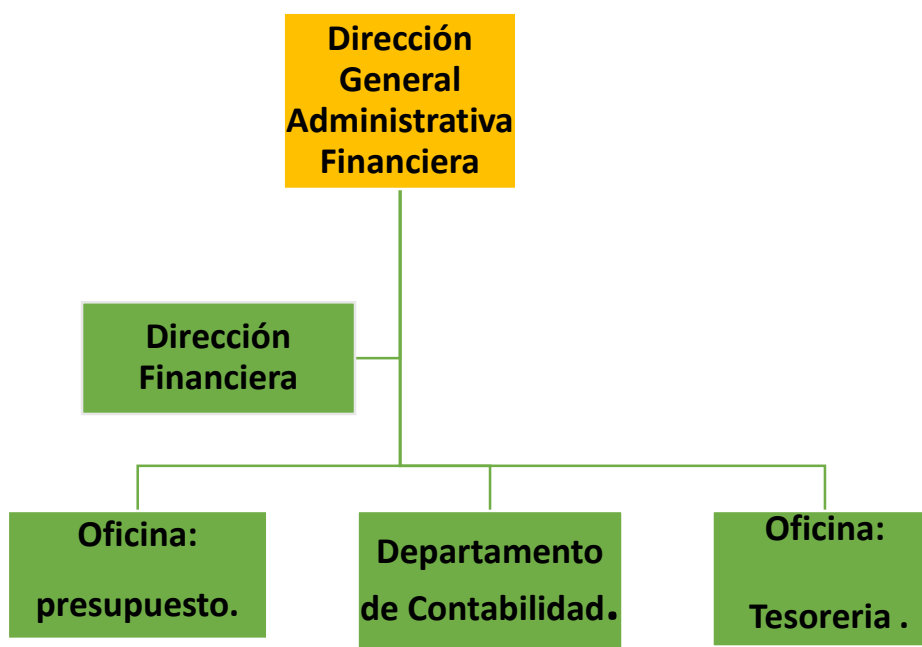 Dirección
General
Administrativa
Financiera
Dirección
Financiera
Oficina:
presupuesto.
Departamento
de Contabilidad.
Oficina:
Tesoreria .